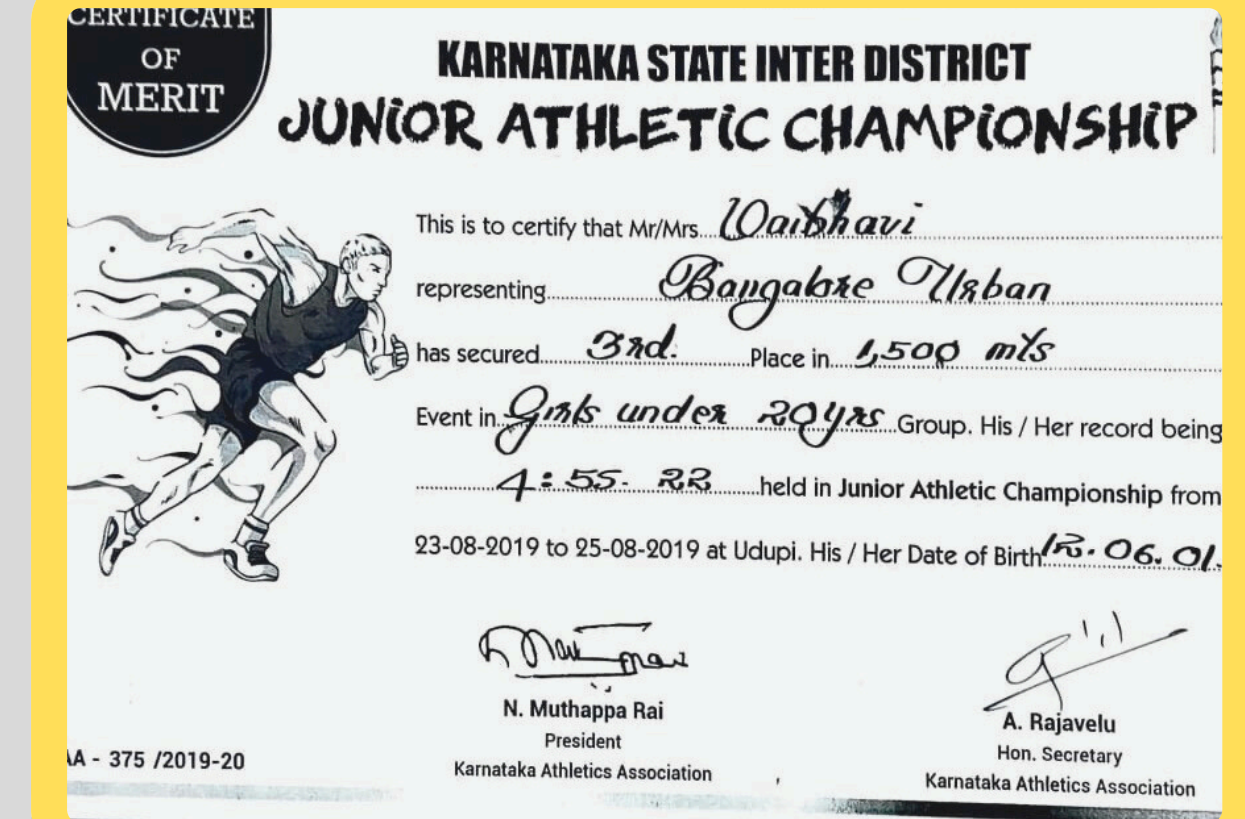 CERTIFICATE
OF
MERIT
KARNATAKA STATE INTER DISTRICT
JUNIOR ATHLETIC CHAMPIONSHIP
This is to certify that Mr/Mrs. Vaibhavi
representing Bangalore Urban
has secured 3rd. Place in 1,500 mts
Event in Girls under 20yrs Group. His / Her record being
4:55.22 held in Junior Athletic Championship from
23-08-2019 to 25-08-2019 at Udupi. His / Her Date of Birth 12.06.01.
N. Muthappa Rai
President
Karnataka Athletics Association
A. Rajavelu
Hon. Secretary
Karnataka Athletics Association
AA - 375 /2019-20